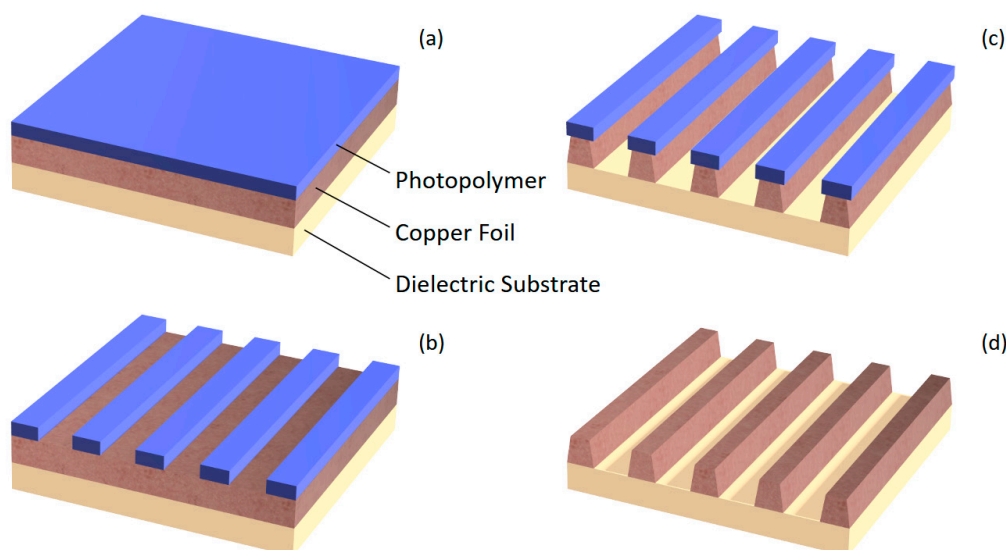 (a)
(c)
Photopolymer
Copper Foil
Dielectric Substrate
(b)
(d)